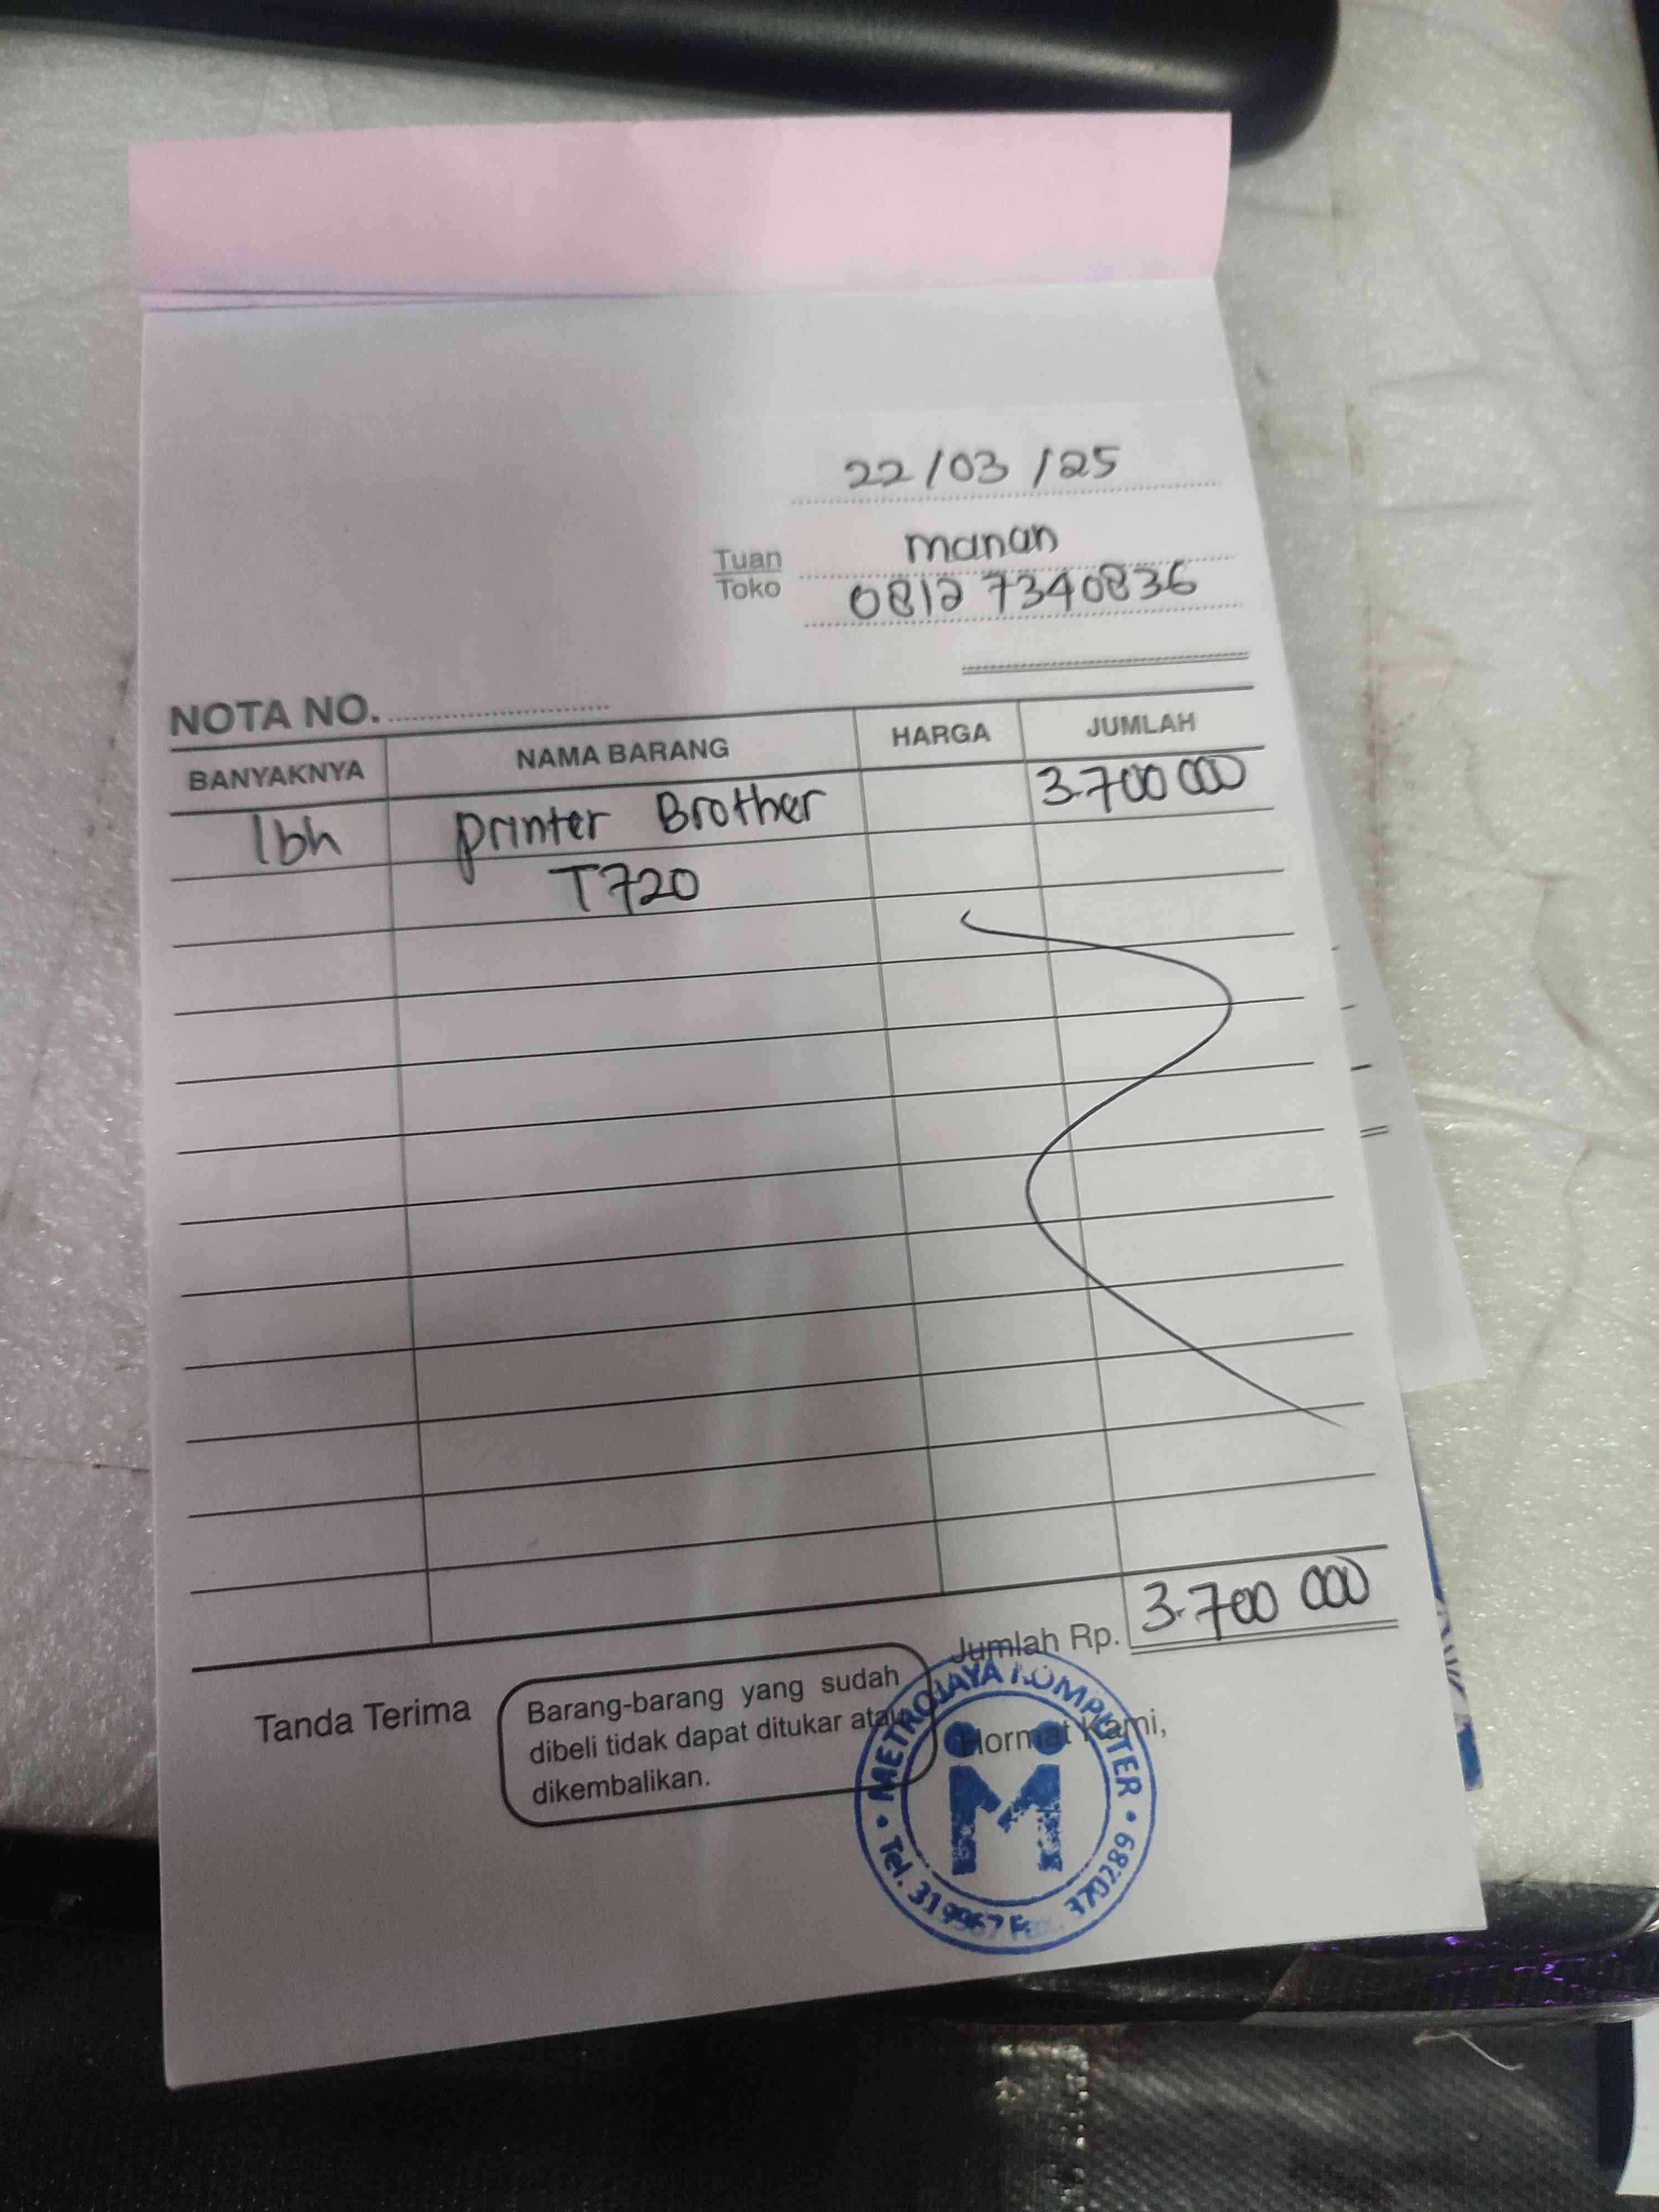 22/03/25
Tuan manan
Toko 0812 7340836
NOTA NO.
BANYAKNYA NAMA BARANG HARGA JUMLAH
1bh printer Brother 3.700 000
T720
Jumlah Rp. 3.700 000
Tanda Terima
Barang-barang yang sudah
dibeli tidak dapat ditukar atau
dikembalikan.
Hormat Kami,
METROJAYA KOMPUTER
M
Tel. 319967 370289